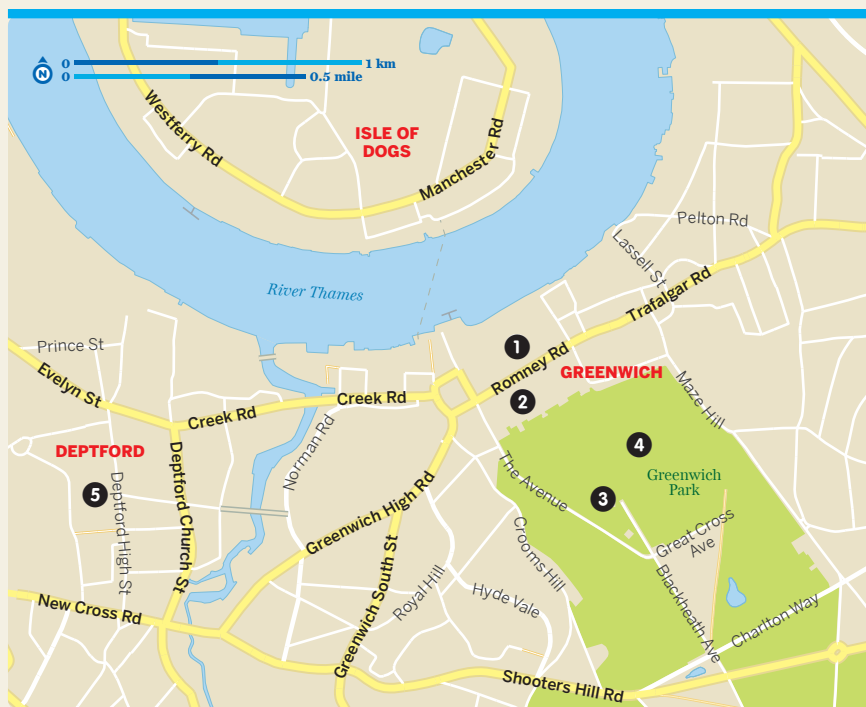 0 1 km
N
0 0.5 mile
Westferry Rd
ISLE OF
DOGS
Manchester Rd
Pelton Rd
Lassell St
River Thames
Trafalgar Rd
Prince St
1
Romney Rd
GREENWICH
Evelyn St
Creek Rd
Creek Rd
2
Maze Hill
DEPTFORD
Norman Rd
4
5
Deptford High St
Deptford Church St
The Avenue
3
Greenwich
Park
Greenwich High Rd
Crooms Hill
Great Cross
Ave
Greenwich South St
Royal Hill
Hyde Vale
Blackheath Ave
New Cross Rd
Charlton Way
Shooters Hill Rd